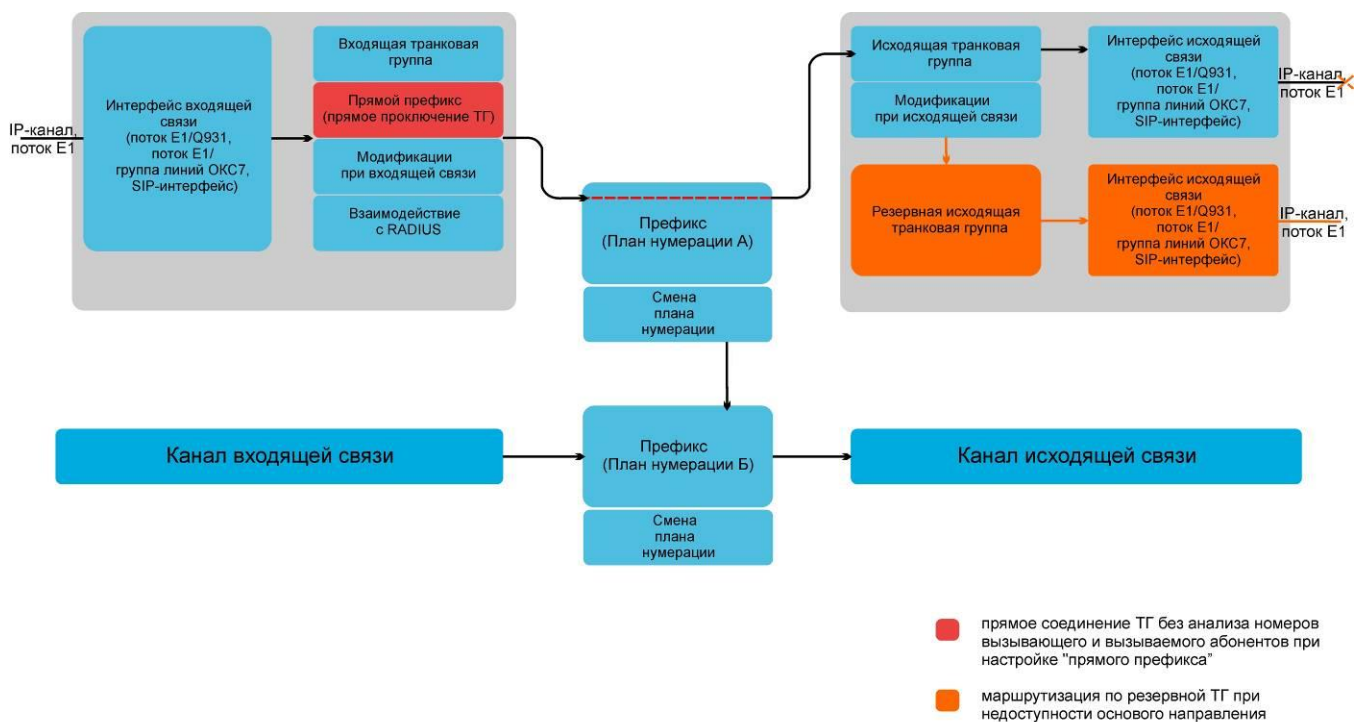 IP-канал,
поток E1
Интерфейс входящей
связи
(поток E1/Q931,
поток E1/
группа линий ОКС7,
SIP-интерфейс)
Входящая транковая
группа
Прямой префикс
(прямое проключение ТГ)
Модификации
при входящей связи
Взаимодействие
с RADIUS
Префикс
(План нумерации А)
Смена
плана
нумерации
Исходящая транковая
группа
Модификации
при исходящей связи
Интерфейс исходящей
связи
(поток E1/Q931,
поток E1/
группа линий ОКС7,
SIP-интерфейс)
IP-канал,
поток E1
Резервная исходящая
транковая группа
Интерфейс исходящей
связи
(поток E1/Q931,
поток E1/
группа линий ОКС7,
SIP-интерфейс)
IP-канал,
поток E1
Канал входящей связи
Префикс
(План нумерации Б)
Смена
плана
нумерации
Канал исходящей связи
прямое соединение ТГ без анализа номеров
вызывающего и вызываемого абонентов при
настройке "прямого префикса”
маршрутизация по резервной ТГ при
недоступности основого направления